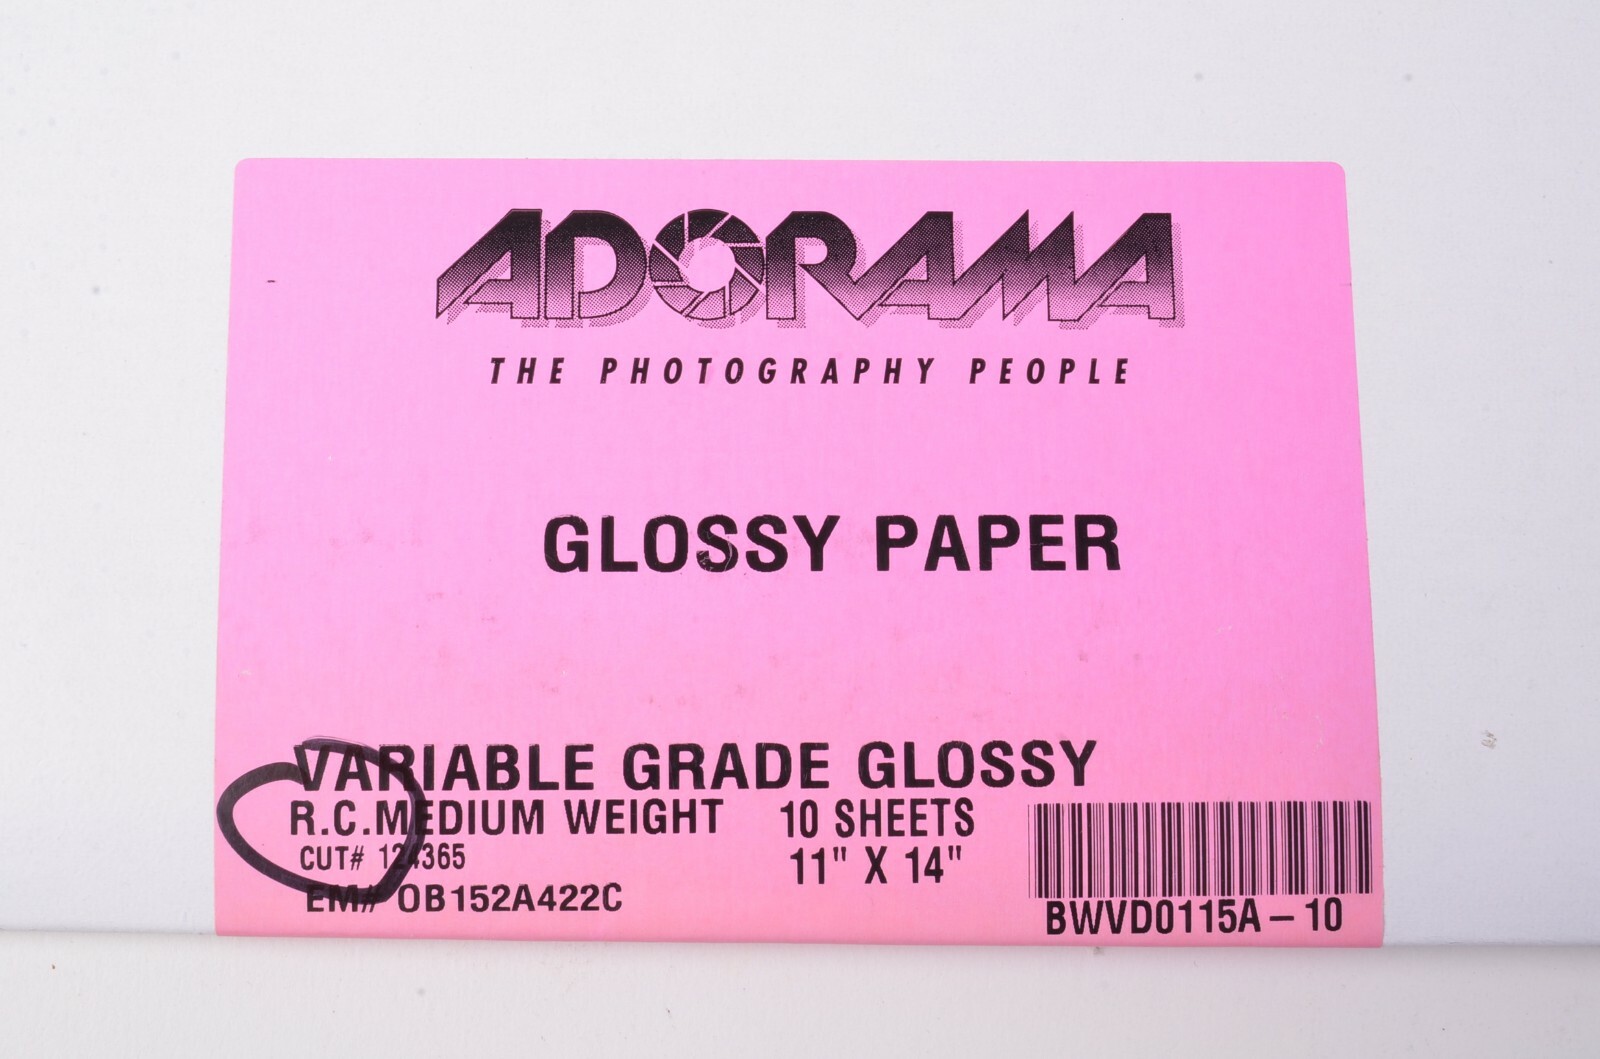 ADORAMA
THE PHOTOGRAPHY PEOPLE
GLOSSY PAPER
VARIABLE GRADE GLOSSY
R.C.MEDIUM WEIGHT 10 SHEETS
CUT# 124365 11" X 14"
EM# OB152A422C
BWVD0115A-10